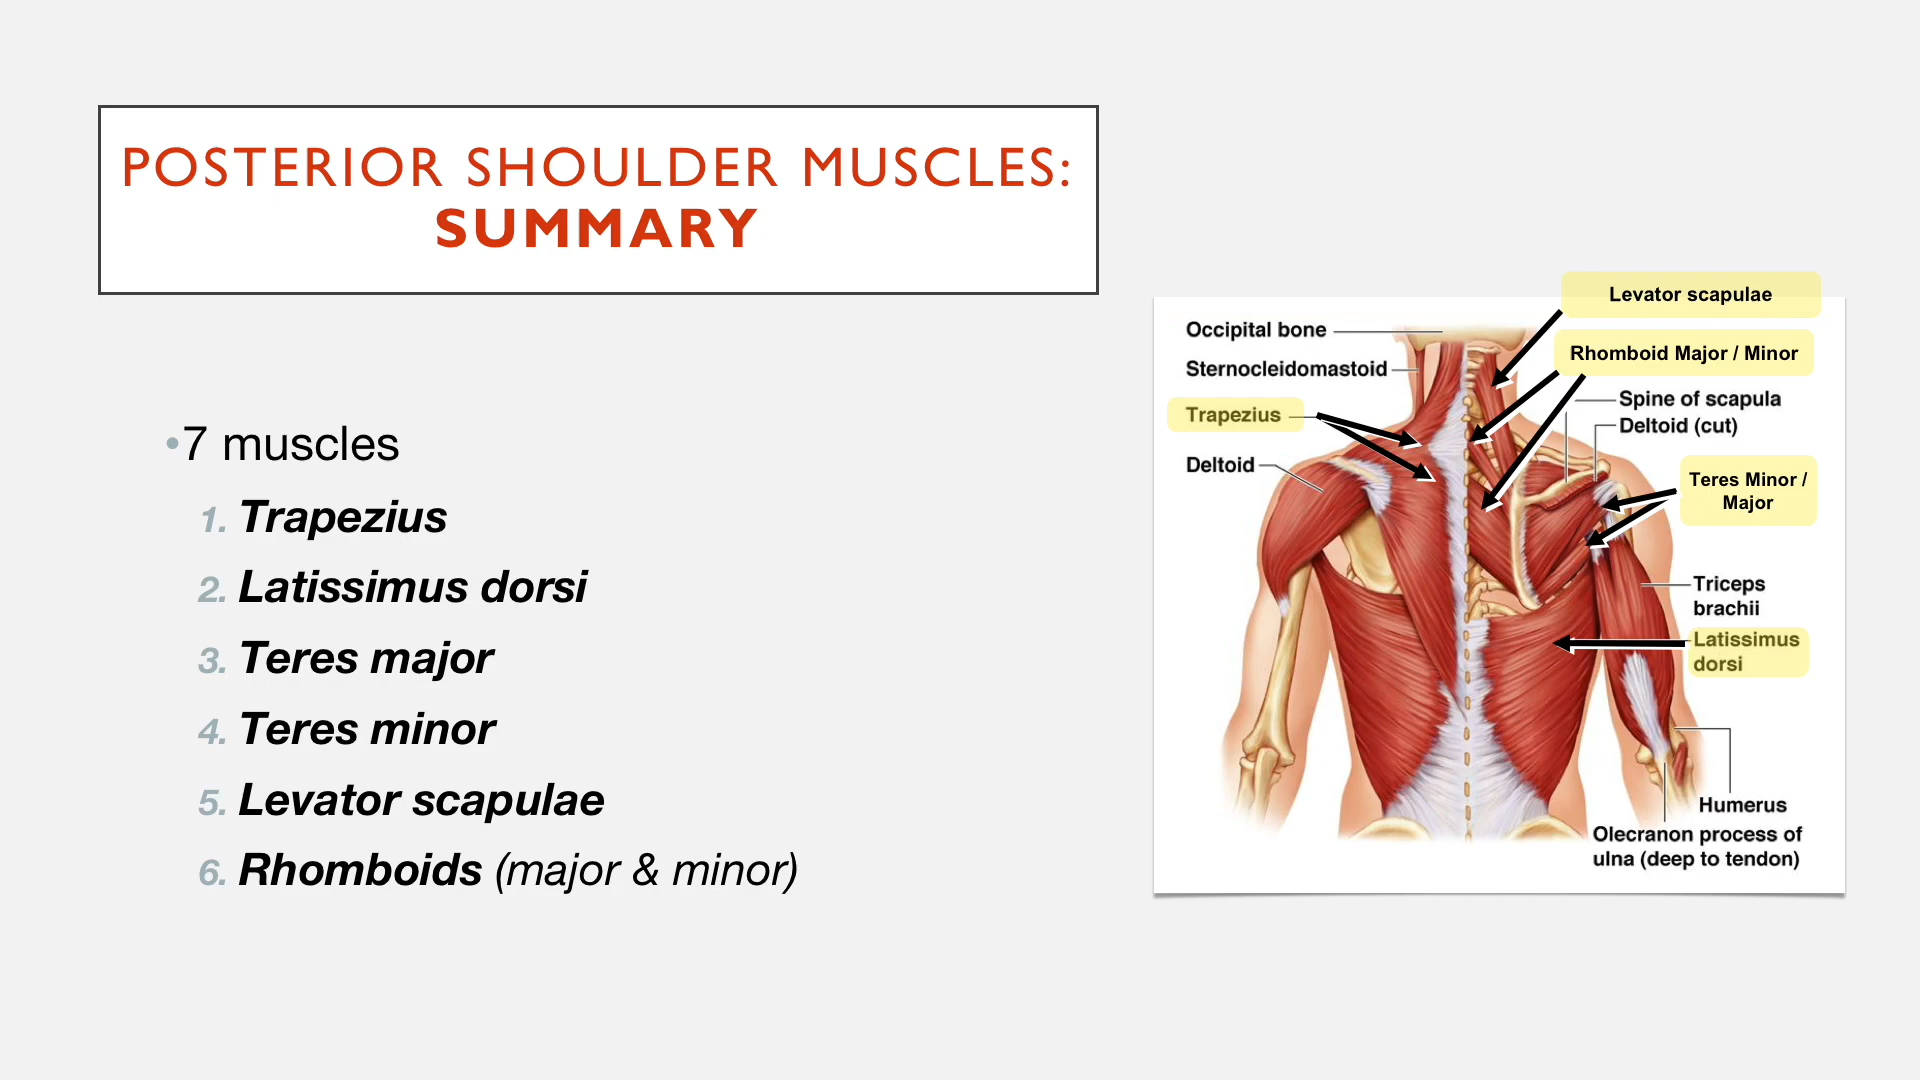 POSTERIOR SHOULDER MUSCLES:
SUMMARY
•7 muscles
1. Trapezius
2. Latissimus dorsi
3. Teres major
4. Teres minor
5. Levator scapulae
6. Rhomboids (major & minor)
Levator scapulae
Occipital bone
Rhomboid Major / Minor
Sternocleidomastoid
Spine of scapula
Trapezius
Deltoid (cut)
Deltoid
Teres Minor /
Major
Triceps
brachii
Latissimus
dorsi
Humerus
Olecranon process of
ulna (deep to tendon)